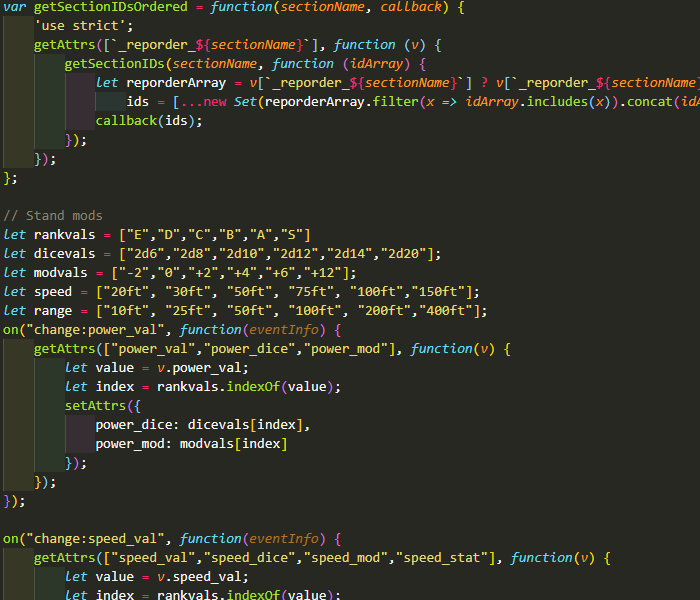 var getSectionIDsOrdered = function(sectionName, callback) {
'use strict';
getAttrs([`_reporder_${sectionName}`], function (v) {
getSectionIDs(sectionName, function (idArray) {
let reporderArray = v[`_reporder_${sectionName}`] ? v[`_reporder_${sectionName}
ids = [...new Set(reporderArray.filter(x => idArray.includes(x)).concat(idA
callback(ids);
});
});
};
// Stand mods
let rankvals = ["E","D","C","B","A","S"]
let dicevals = ["2d6","2d8","2d10","2d12","2d14","2d20"];
let modvals = ["-2","0","+2","+4","+6","+12"];
let speed = ["20ft", "30ft", "50ft", "75ft", "100ft","150ft"];
let range = ["10ft", "25ft", "50ft", "100ft", "200ft","400ft"];
on("change:power_val", function(eventInfo) {
getAttrs(["power_val","power_dice","power_mod"], function(v) {
let value = v.power_val;
let index = rankvals.indexOf(value);
setAttrs({
power_dice: dicevals[index],
power_mod: modvals[index]
});
});
});
on("change:speed_val", function(eventInfo) {
getAttrs(["speed_val","speed_dice","speed_mod","speed_stat"], function(v) {
let value = v.speed_val;
let index = rankvals.indexOf(value);